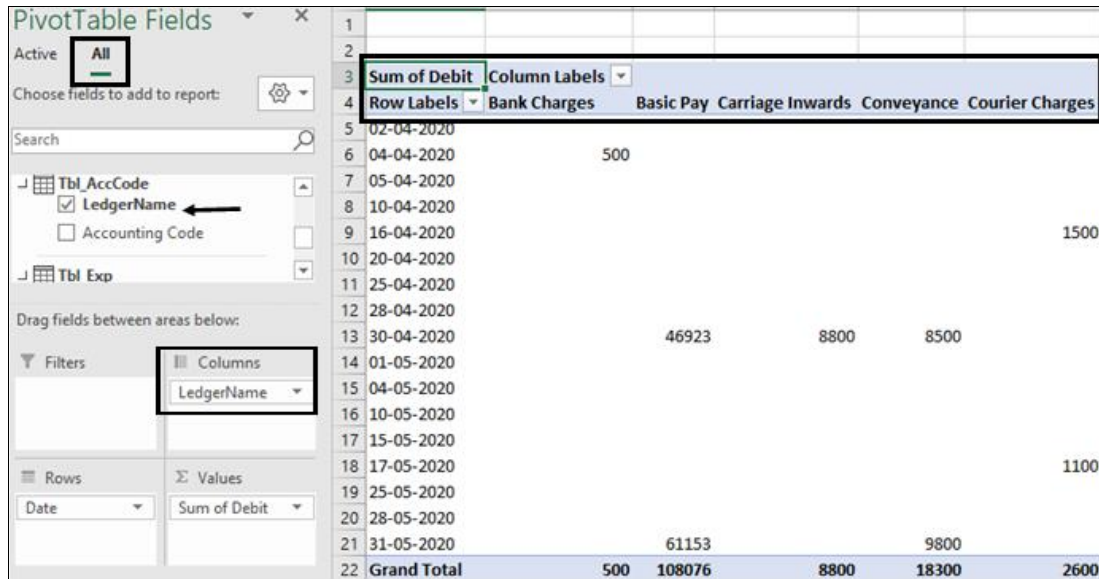 PivotTable Fields
Active All
Choose fields to add to report:
Search
Tbl_AccCode
LedgerName
Accounting Code
Tbl_Exp
Drag fields between areas below:
Filters
Columns
LedgerName
Rows
Σ Values
Date
Sum of Debit
1
2
3 Sum of Debit Column Labels
4 Row Labels Bank Charges Basic Pay Carriage Inwards Conveyance Courier Charges
5 02-04-2020
6 04-04-2020 500
7 05-04-2020
8 10-04-2020
9 16-04-2020 1500
10 20-04-2020
11 25-04-2020
12 28-04-2020
13 30-04-2020 46923 8800 8500
14 01-05-2020
15 04-05-2020
16 10-05-2020
17 15-05-2020
18 17-05-2020 1100
19 25-05-2020
20 28-05-2020
21 31-05-2020 61153 9800
22 Grand Total 500 108076 8800 18300 2600